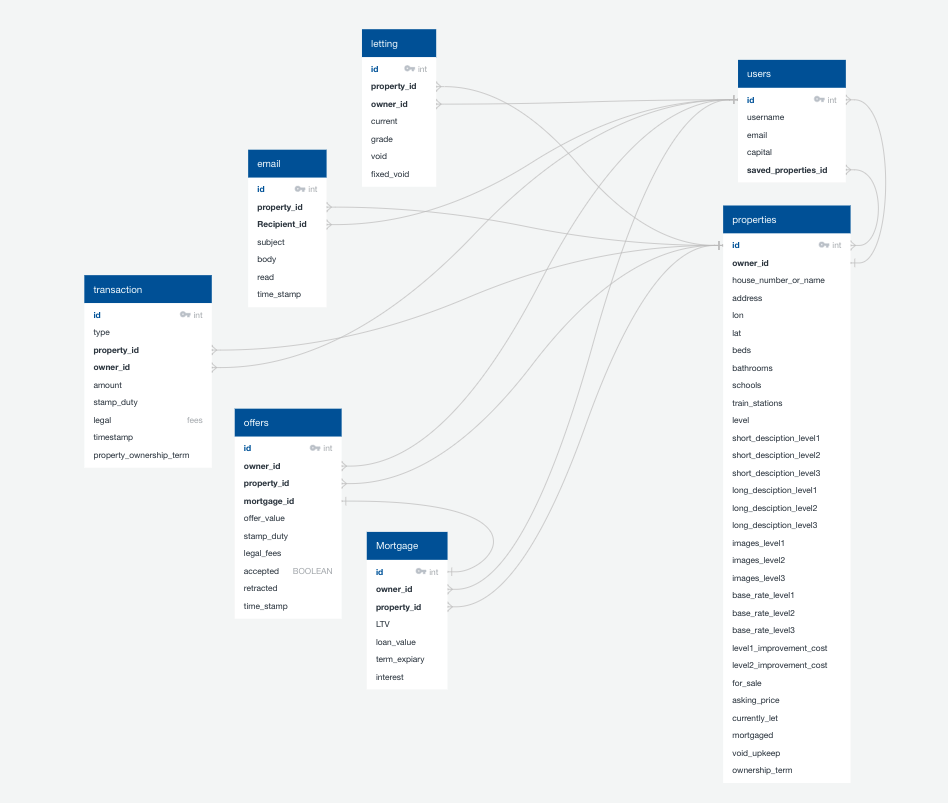 letting
id int
property_id
owner_id
current
grade
void
fixed_void
users
id int
username
email
capital
saved_properties_id
email
id int
property_id
Recipient_id
subject
body
read
time_stamp
properties
id int
owner_id
house_number_or_name
address
lon
lat
beds
bathrooms
schools
train_stations
level
short_desciption_level1
short_desciption_level2
short_desciption_level3
long_desciption_level1
long_desciption_level2
long_desciption_level3
images_level1
images_level2
images_level3
base_rate_level1
base_rate_level2
base_rate_level3
level1_improvement_cost
level2_improvement_cost
for_sale
asking_price
currently_let
mortgaged
void_upkeep
ownership_term
transaction
id int
type
property_id
owner_id
amount
stamp_duty
legal fees
timestamp
property_ownership_term
offers
id int
owner_id
property_id
mortgage_id
offer_value
stamp_duty
legal_fees
accepted BOOLEAN
retracted
time_stamp
Mortgage
id int
owner_id
property_id
LTV
loan_value
term_expiary
interest